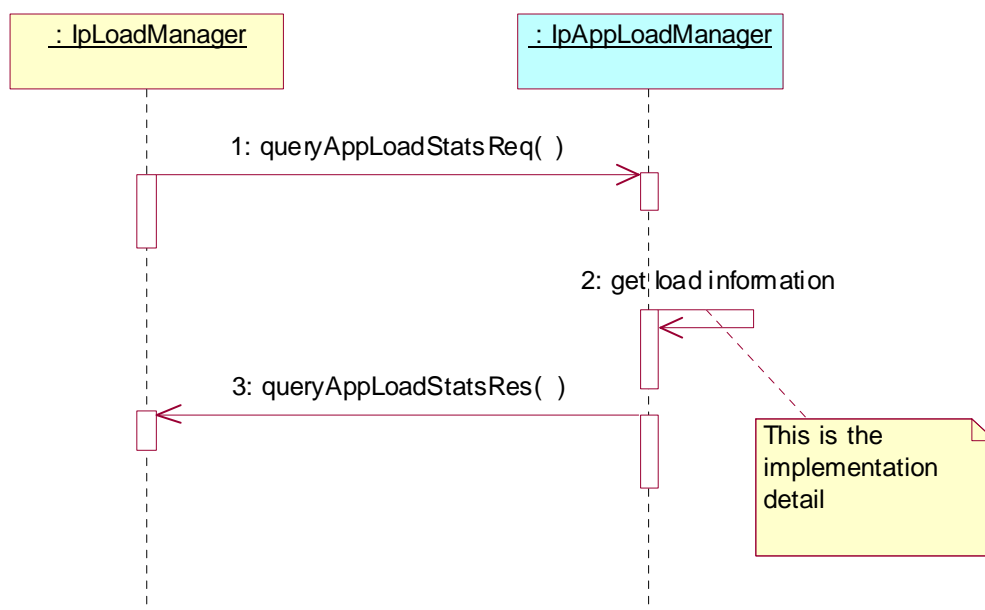 : IpLoadManager
: IpAppLoadManager
1: queryAppLoadStatsReq( )
2: get load information
3: queryAppLoadStatsRes( )
This is the
implementation
detail